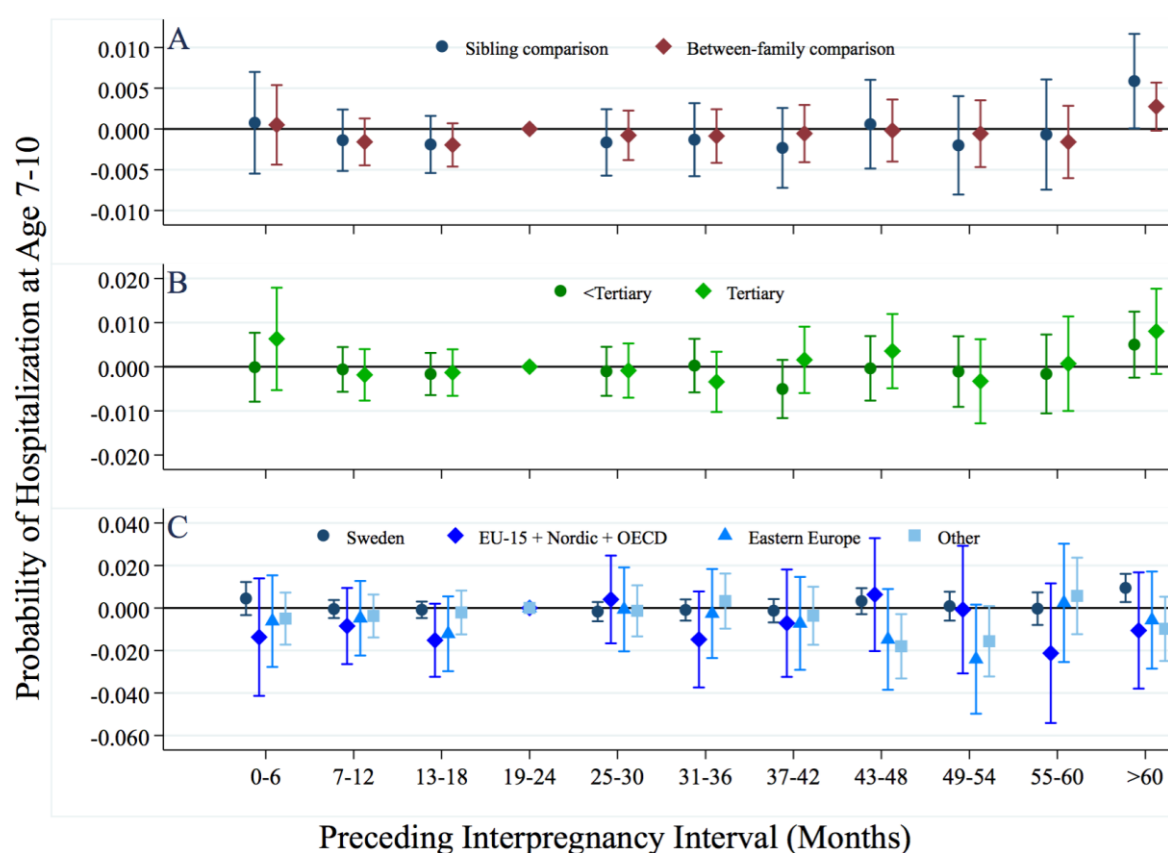 Probability of Hospitalization at Age 7-10
A
Sibling comparison Between-family comparison
0.010
0.005
0.000
-0.005
-0.010
B
<Tertiary Tertiary
0.020
0.010
0.000
-0.010
-0.020
C
Sweden EU-15 + Nordic + OECD Eastern Europe Other
0.040
0.020
0.000
-0.020
-0.040
-0.060
0-6 7-12 13-18 19-24 25-30 31-36 37-42 43-48 49-54 55-60 >60
Preceding Interpregnancy Interval (Months)